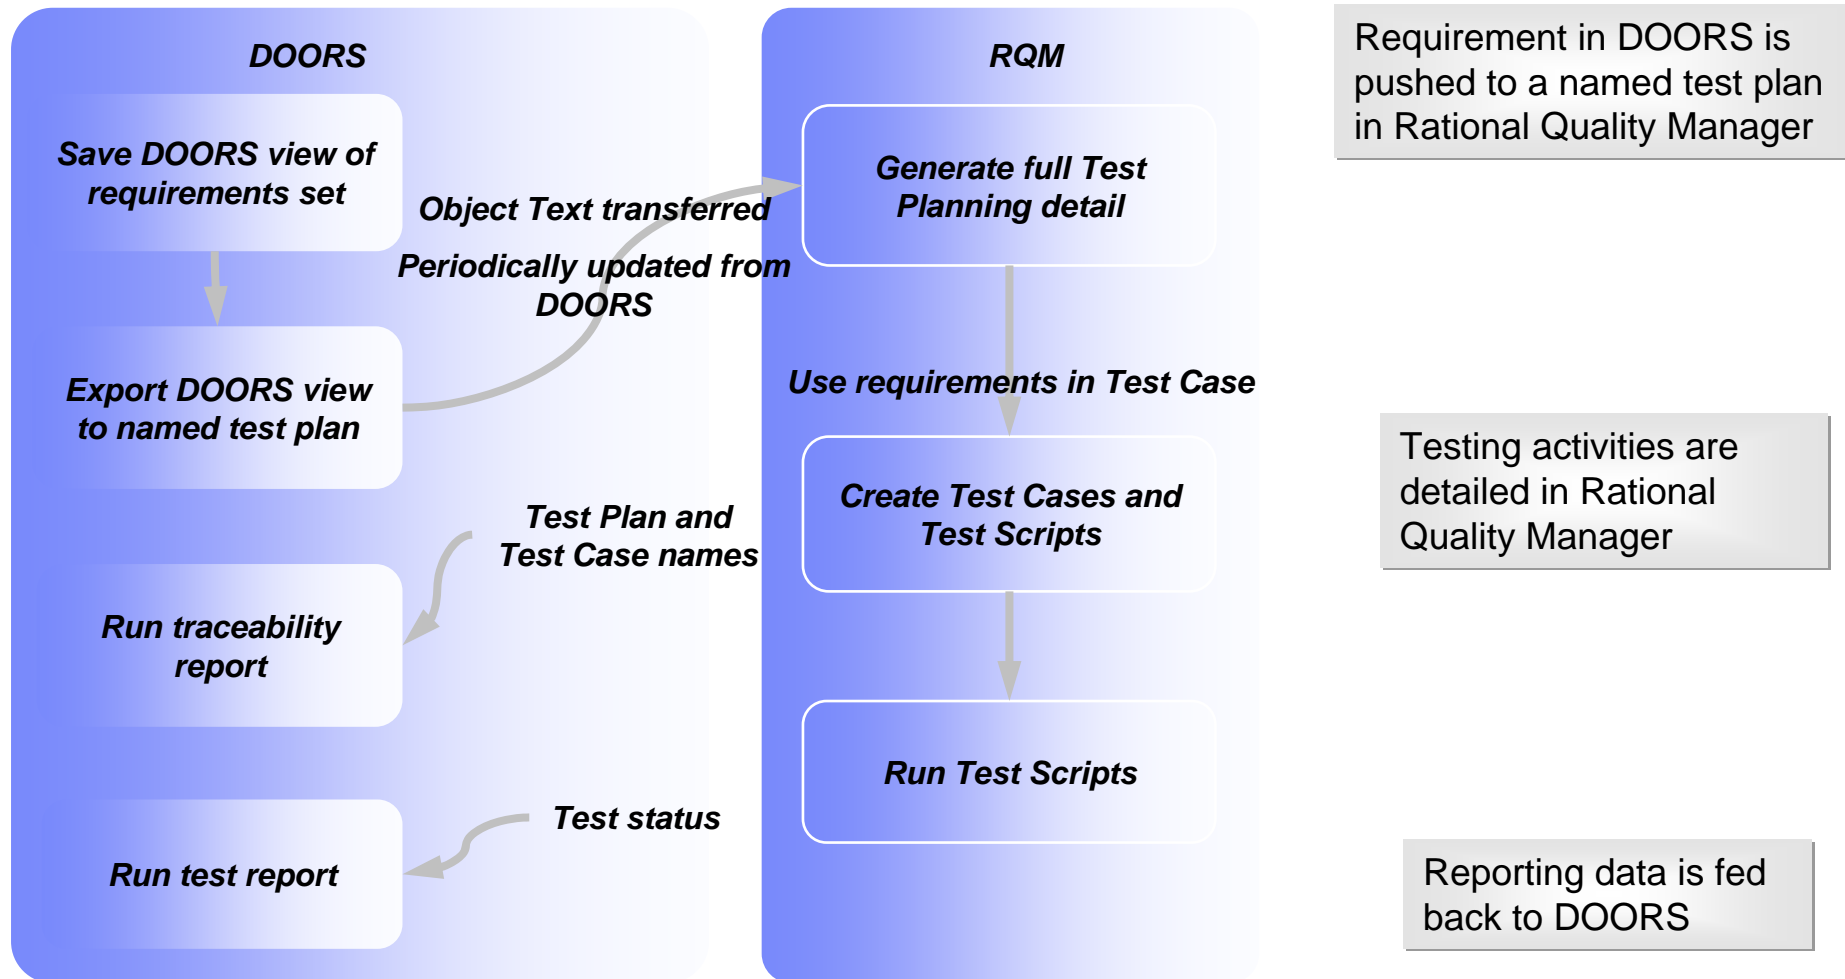 DOORS
Save DOORS view of
requirements set
Export DOORS view
to named test plan
Run traceability
report
Run test report
Object Text transferred
Periodically updated from
DOORS
Test Plan and
Test Case names
Test status
RQM
Generate full Test
Planning detail
Use requirements in Test Case
Create Test Cases and
Test Scripts
Run Test Scripts
Requirement in DOORS is
pushed to a named test plan
in Rational Quality Manager
Testing activities are
detailed in Rational
Quality Manager
Reporting data is fed
back to DOORS